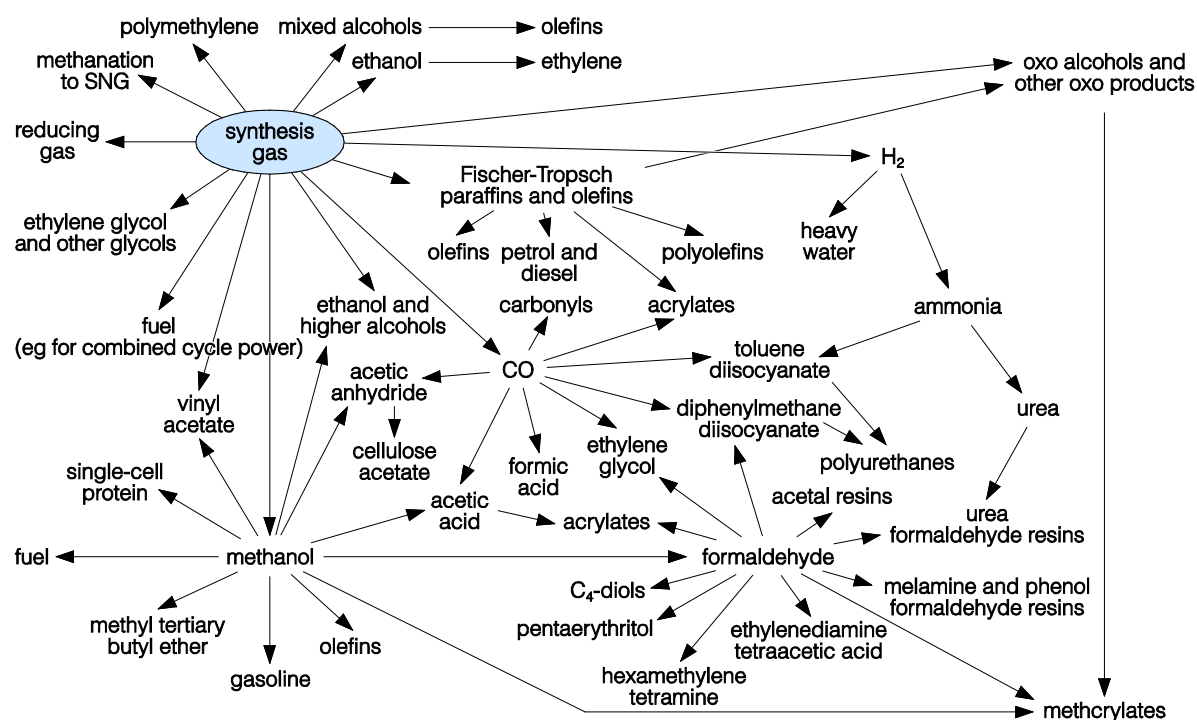 polymethylene
mixed alcohols
olefins
methanation
to SNG
ethanol
ethylene
oxo alcohols and
other oxo products
reducing
gas
synthesis
gas
H₂
Fischer-Tropsch
paraffins and olefins
ethylene glycol
and other glycols
heavy
water
olefins
petrol and
diesel
polyolefins
fuel
(eg for combined cycle power)
ethanol and
higher alcohols
carbonyls
acrylates
ammonia
vinyl
acetate
acetic
anhydride
CO
toluene
diisocyanate
diphenylmethane
diisocyanate
urea
cellulose
acetate
formic
acid
ethylene
glycol
polyurethanes
single-cell
protein
acetic
acid
acrylates
acetal resins
urea
formaldehyde resins
fuel
methanol
formaldehyde
C₄-diols
melamine and phenol
formaldehyde resins
methyl tertiary
butyl ether
olefins
pentaerythritol
ethylenediamine
tetraacetic acid
gasoline
hexamethylene
tetramine
methcrylates